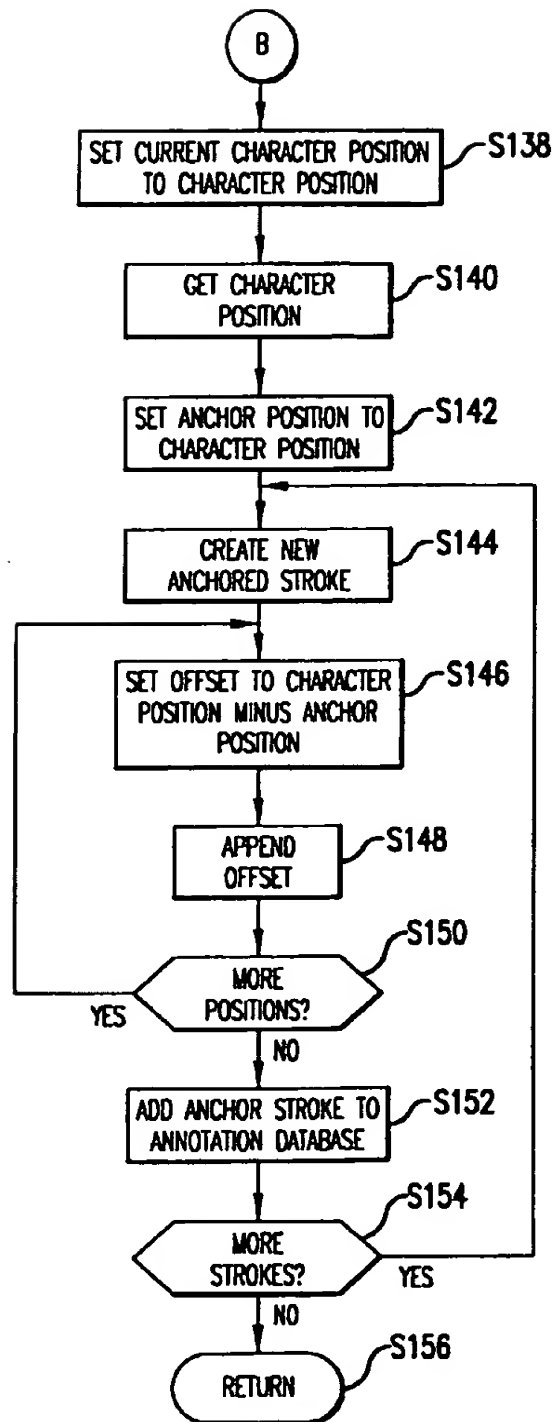 B
SET CURRENT CHARACTER POSITION
TO CHARACTER POSITION
S138
GET CHARACTER
POSITION
S140
SET ANCHOR POSITION TO
CHARACTER POSITION
S142
CREATE NEW
ANCHORED STROKE
S144
SET OFFSET TO CHARACTER
POSITION MINUS ANCHOR
POSITION
S146
APPEND
OFFSET
S148
MORE
POSITIONS?
S150
YES
NO
ADD ANCHOR STROKE TO
ANNOTATION DATABASE
S152
MORE
STROKES?
S154
YES
NO
RETURN
S156